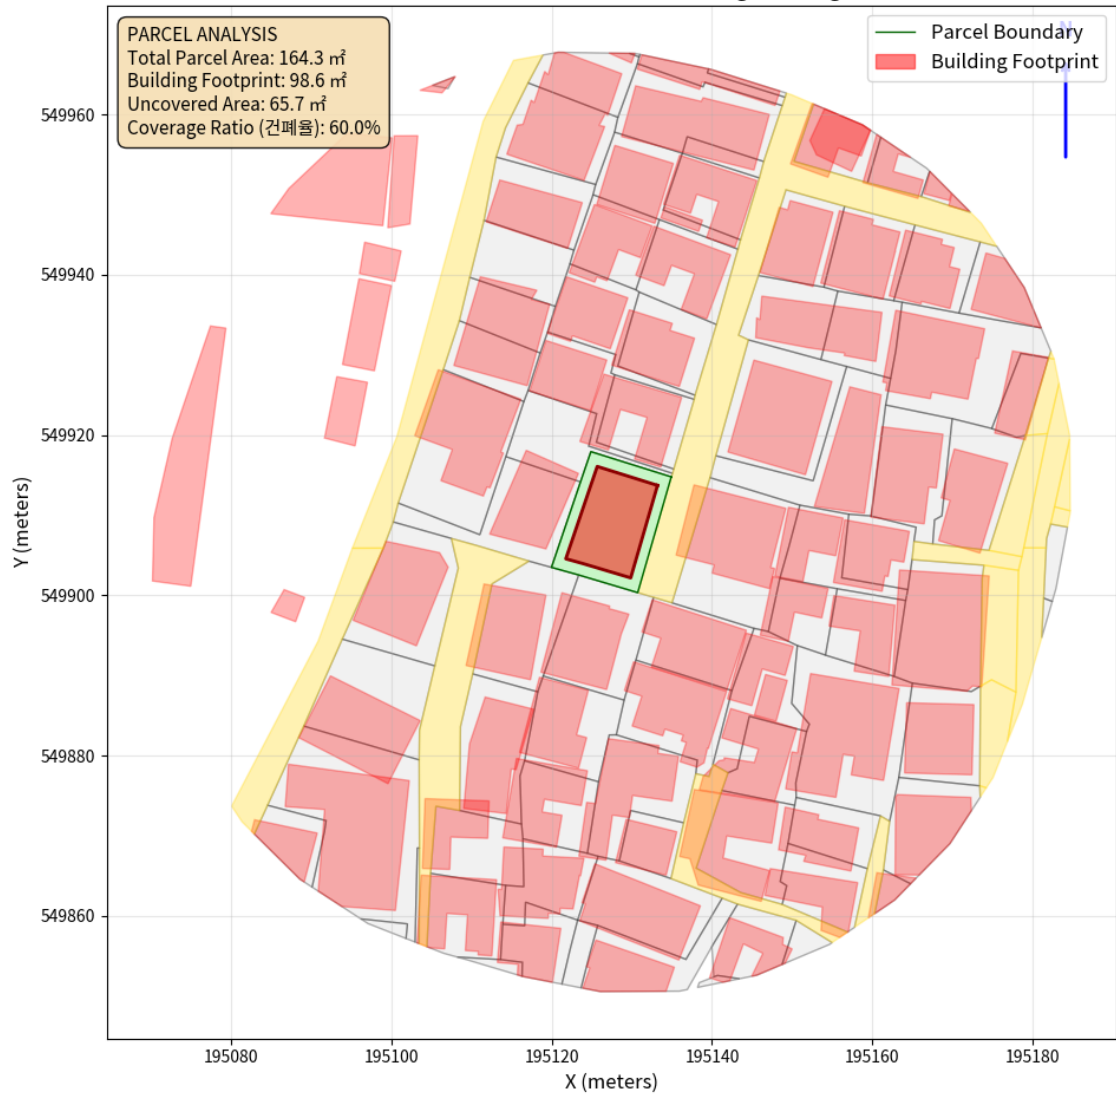 PARCEL ANALYSIS
Total Parcel Area: 164.3 ㎡
Building Footprint: 98.6 ㎡
Uncovered Area: 65.7 ㎡
Coverage Ratio (건폐율): 60.0%
N
Parcel Boundary
Building Footprint
549960
549940
549920
549900
549880
549860
Y (meters)
195080
195100
195120
195140
195160
195180
X (meters)